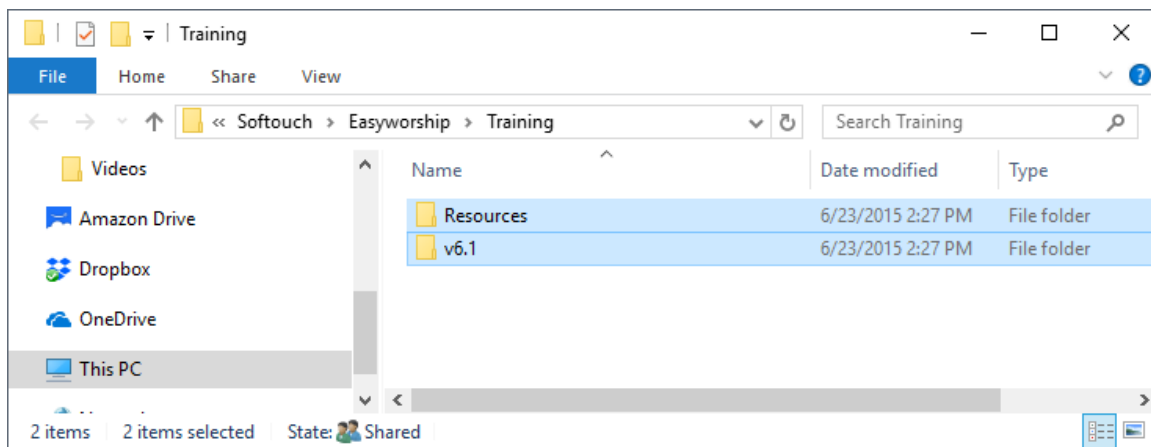 Training
File Home Share View
« Softouch > Easyworship > Training Search Training
Videos
Amazon Drive
Dropbox
OneDrive
This PC
Name Date modified Type
Resources 6/23/2015 2:27 PM File folder
v6.1 6/23/2015 2:27 PM File folder
2 items 2 items selected State: Shared